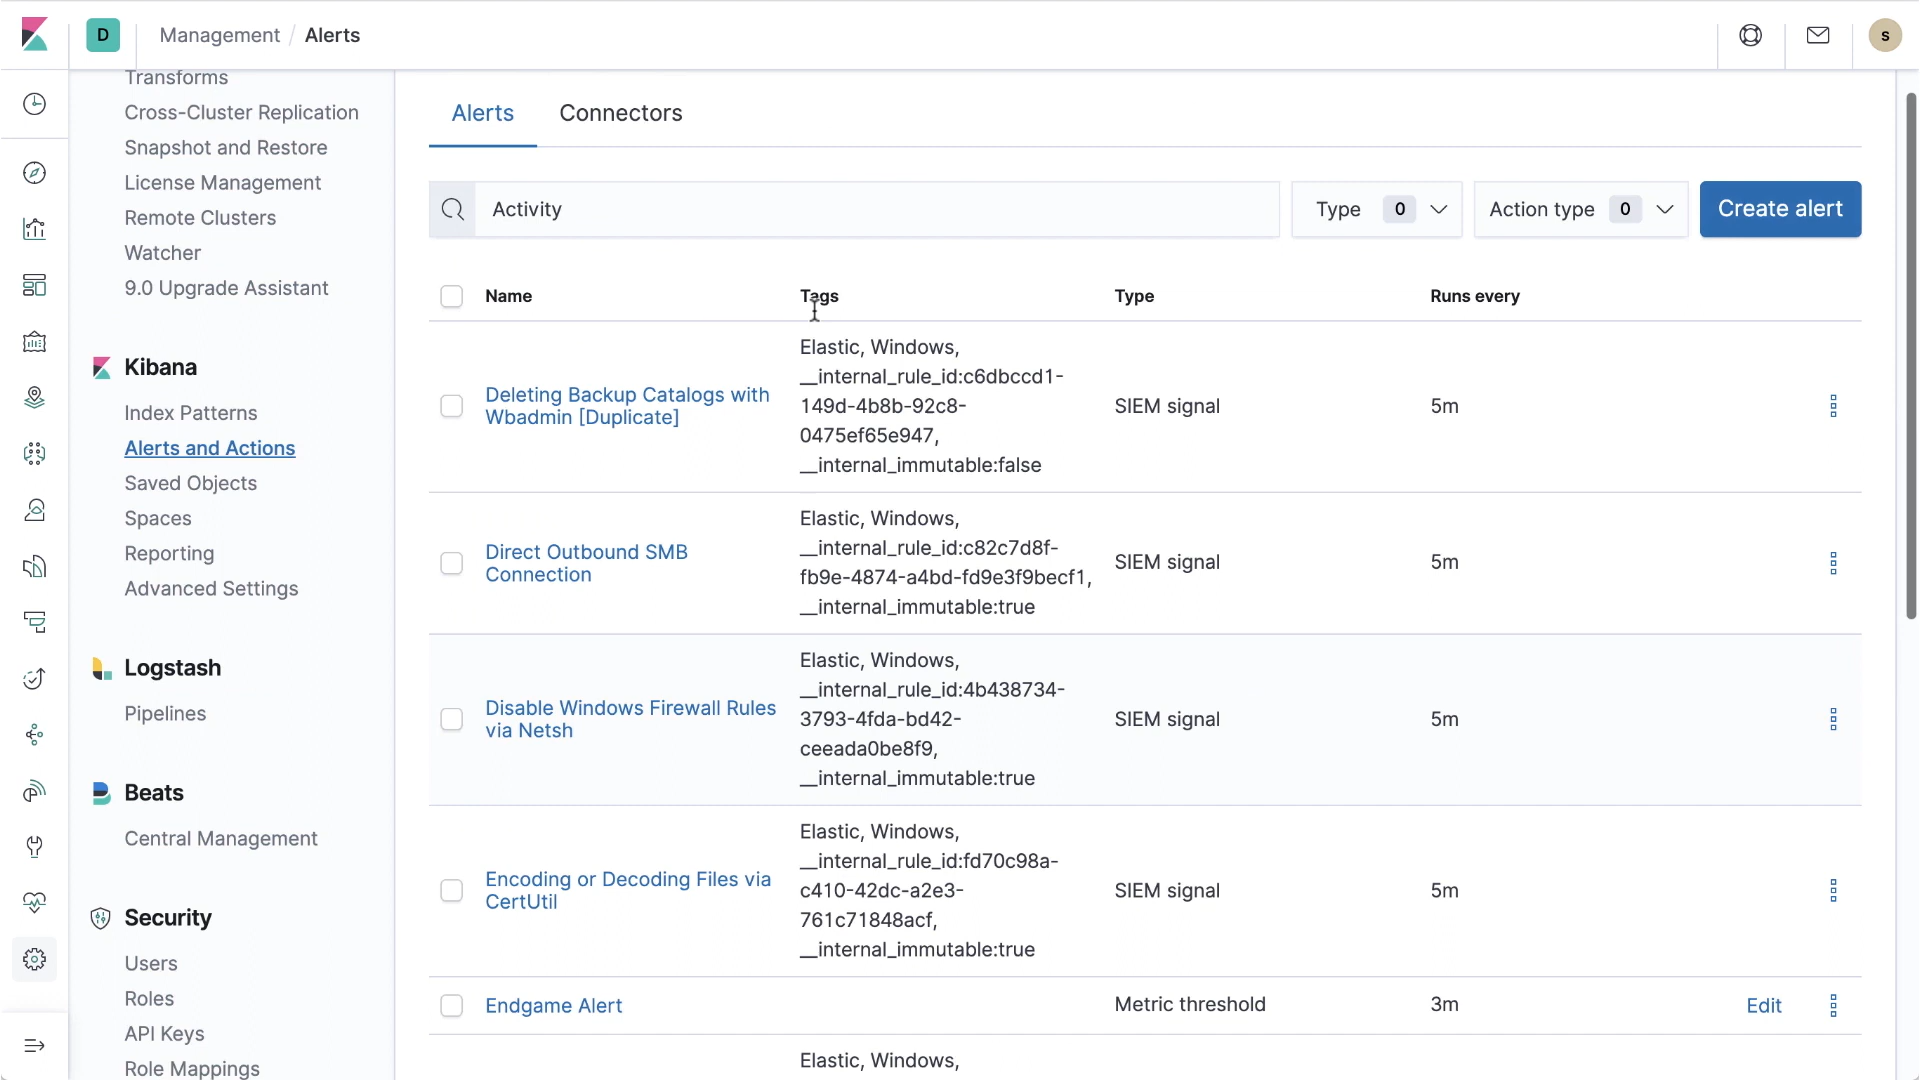 D
Management / Alerts
s
Transforms
Cross-Cluster Replication
Snapshot and Restore
License Management
Remote Clusters
Watcher
9.0 Upgrade Assistant
Kibana
Index Patterns
Alerts and Actions
Saved Objects
Spaces
Reporting
Advanced Settings
Logstash
Pipelines
Beats
Central Management
Security
Users
Roles
API Keys
Role Mappings
Alerts Connectors
Activity
Type 0
Action type 0
Create alert
Name Tags Type Runs every
Deleting Backup Catalogs with
Wbadmin [Duplicate]
Elastic, Windows,
__internal_rule_id:c6dbccd1-
149d-4b8b-92c8-
0475ef65e947,
__internal_immutable:false
SIEM signal
5m
Direct Outbound SMB
Connection
Elastic, Windows,
__internal_rule_id:c82c7d8f-
fb9e-4874-a4bd-fd9e3f9becf1,
__internal_immutable:true
SIEM signal
5m
Disable Windows Firewall Rules
via Netsh
Elastic, Windows,
__internal_rule_id:4b438734-
3793-4fda-bd42-
ceeada0be8f9,
__internal_immutable:true
SIEM signal
5m
Encoding or Decoding Files via
CertUtil
Elastic, Windows,
__internal_rule_id:fd70c98a-
c410-42dc-a2e3-
761c71848acf,
__internal_immutable:true
SIEM signal
5m
Endgame Alert
Metric threshold
3m
Edit
Elastic, Windows,